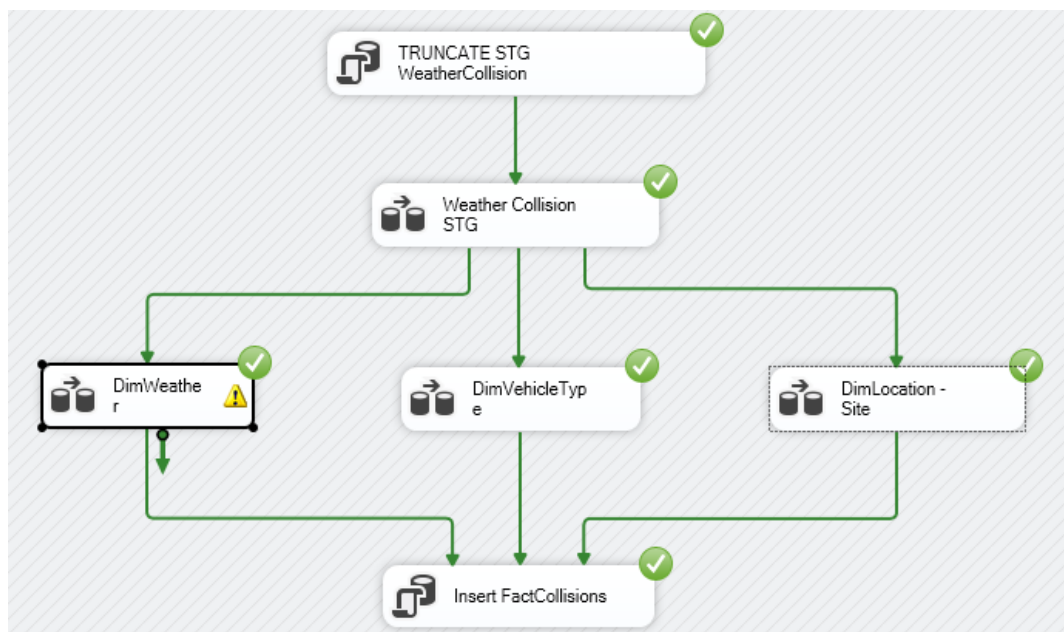 TRUNCATE STG
WeatherCollision
Weather Collision
STG
DimWeathe
r
DimVehicleTyp
e
DimLocation -
Site
Insert FactCollisions